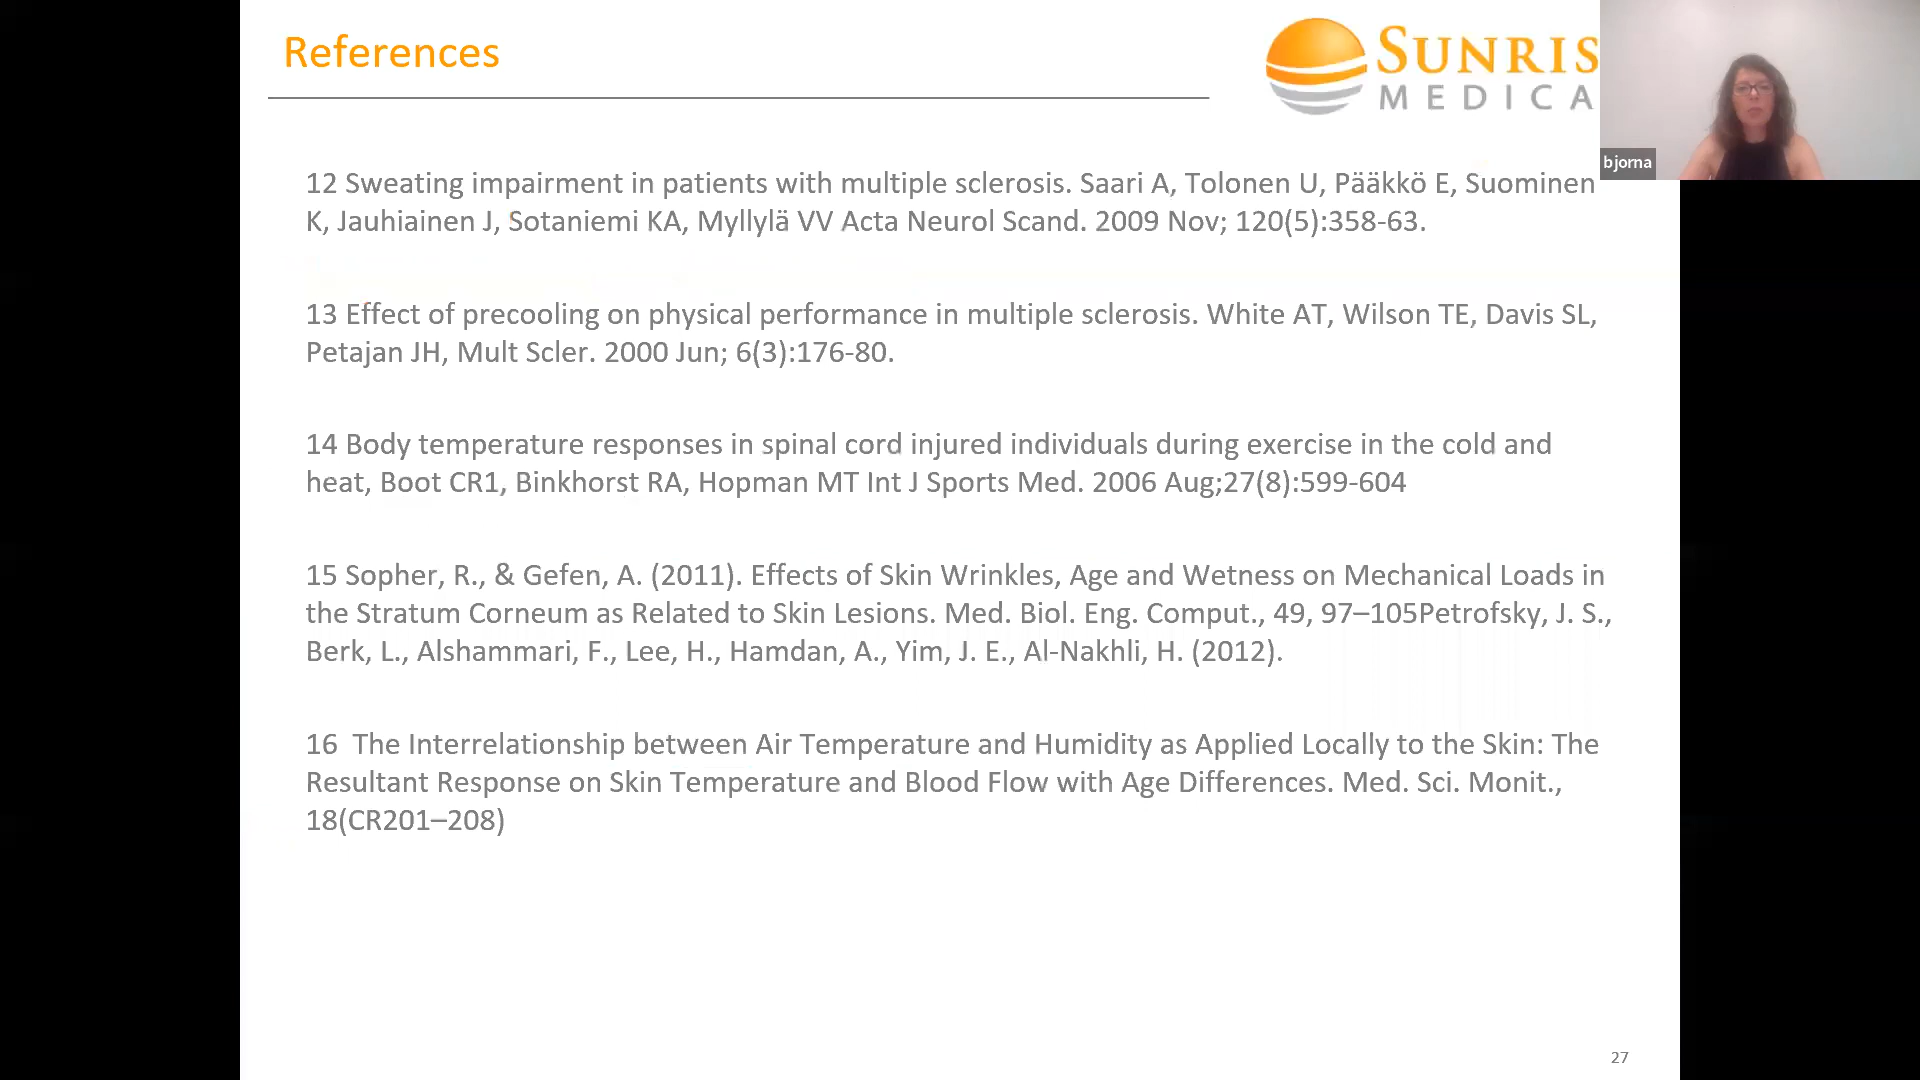 References
SUNRIS
MEDICA
bjorna
12 Sweating impairment in patients with multiple sclerosis. Saari A, Tolonen U, Pääkkö E, Suominen
K, Jauhiainen J, Sotaniemi KA, Myllylä VV Acta Neurol Scand. 2009 Nov; 120(5):358-63.
13 Effect of precooling on physical performance in multiple sclerosis. White AT, Wilson TE, Davis SL,
Petajan JH, Mult Scler. 2000 Jun; 6(3):176-80.
14 Body temperature responses in spinal cord injured individuals during exercise in the cold and
heat, Boot CR1, Binkhorst RA, Hopman MT Int J Sports Med. 2006 Aug;27(8):599-604
15 Sopher, R., & Gefen, A. (2011). Effects of Skin Wrinkles, Age and Wetness on Mechanical Loads in
the Stratum Corneum as Related to Skin Lesions. Med. Biol. Eng. Comput., 49, 97–105Petrofsky, J. S.,
Berk, L., Alshammari, F., Lee, H., Hamdan, A., Yim, J. E., Al-Nakhli, H. (2012).
16  The Interrelationship between Air Temperature and Humidity as Applied Locally to the Skin: The
Resultant Response on Skin Temperature and Blood Flow with Age Differences. Med. Sci. Monit.,
18(CR201–208)
27